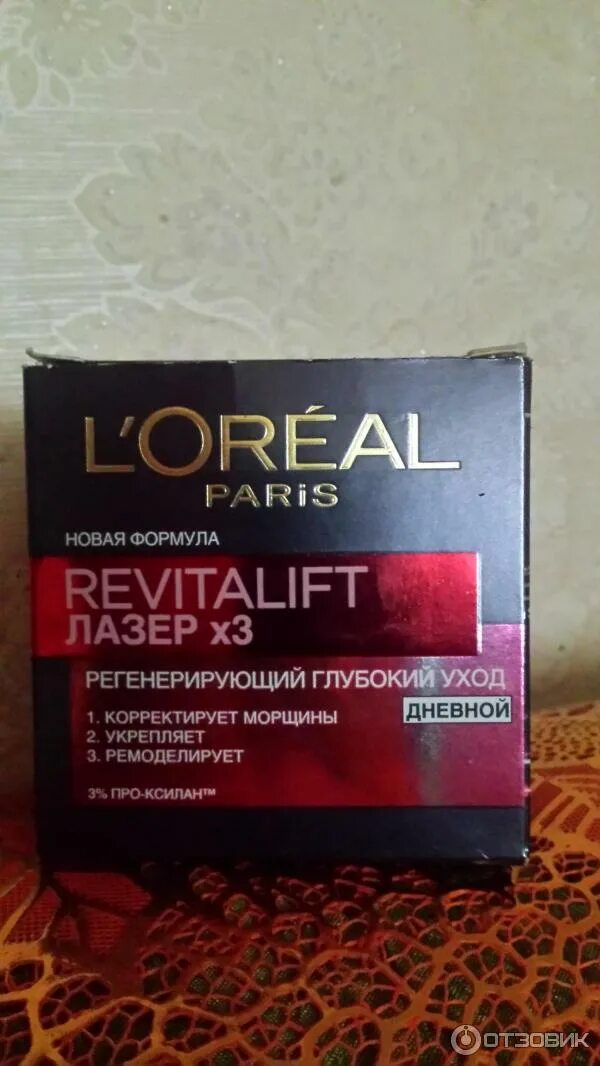 L'ORÉAL
PARiS
НОВАЯ ФОРМУЛА
REVITALIFT
ЛАЗЕР х3
РЕГЕНЕРИРУЮЩИЙ ГЛУБОКИЙ УХОД
ДНЕВНОЙ
1. КОРРЕКТИРУЕТ МОРЩИНЫ
2. УКРЕПЛЯЕТ
3. РЕМОДЕЛИРУЕТ
3% ПРО-КСИЛАН™
ОТЗОВИК